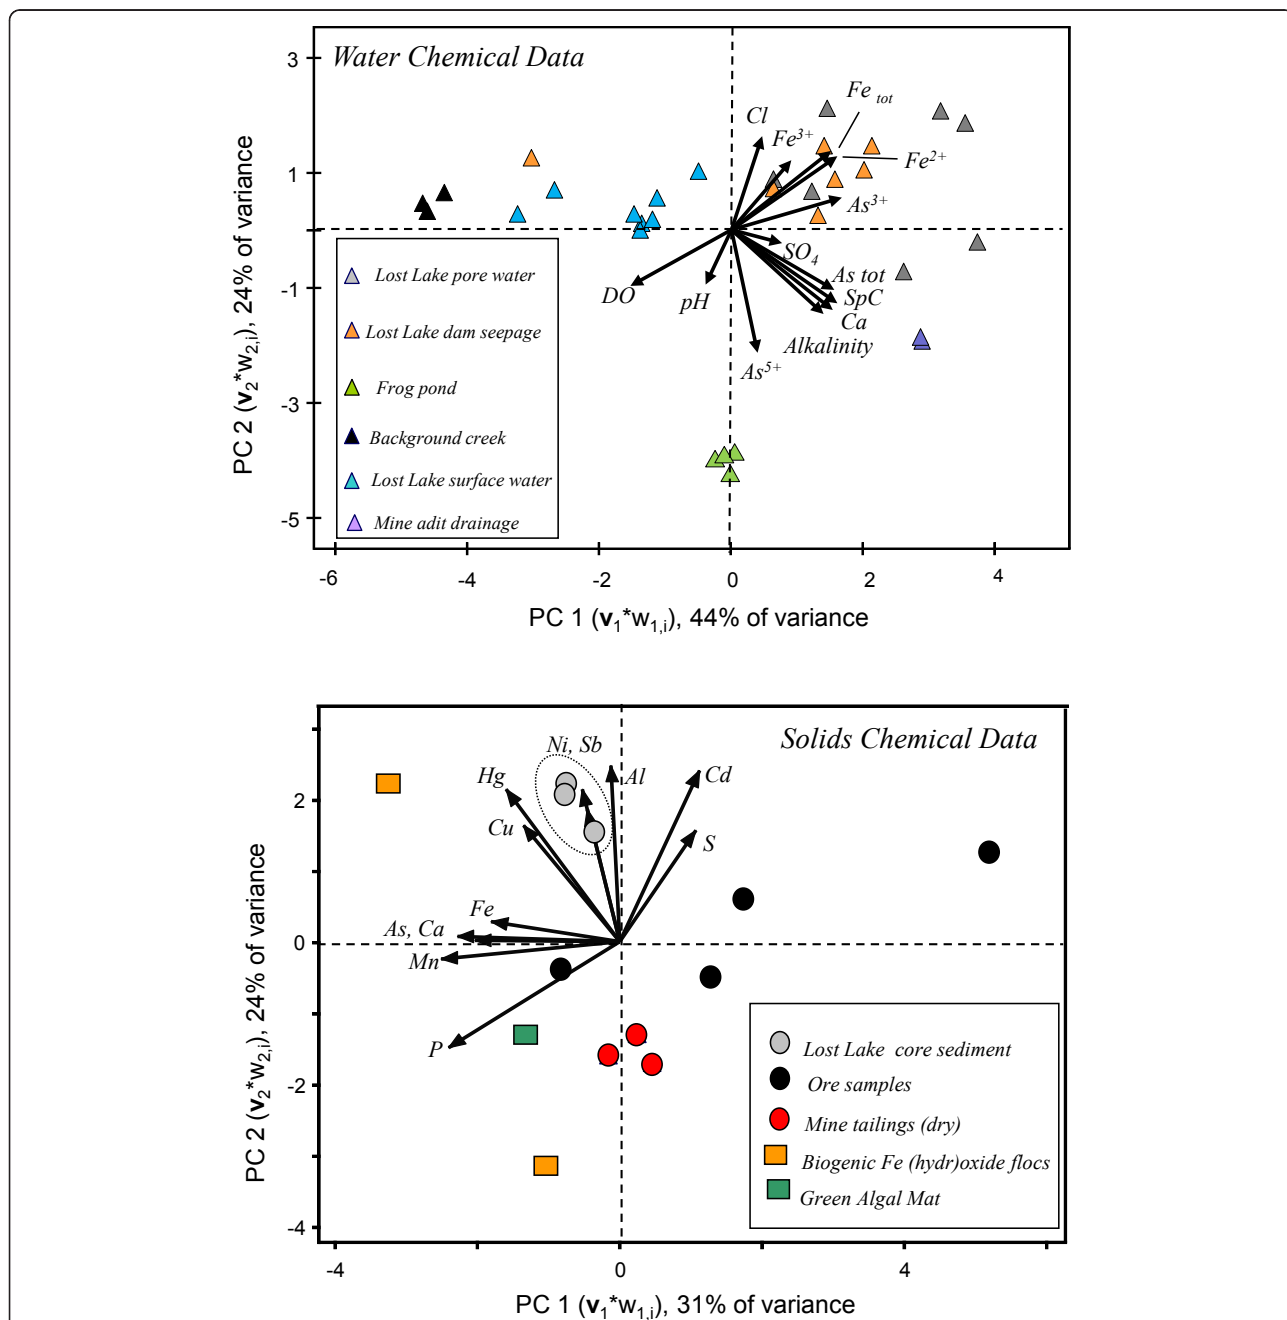 Water Chemical Data
3
1
-1
-3
-5
PC 2 (v2*w2,i), 24% of variance
Cl
Fe tot
Fe3+
Fe2+
As3+
SO4
As tot
SpC
Ca
Alkalinity
DO
pH
As5+
Lost Lake pore water
Lost Lake dam seepage
Frog pond
Background creek
Lost Lake surface water
Mine adit drainage
-6 -4 -2 0 2 4
PC 1 (v1*w1,i), 44% of variance
Solids Chemical Data
2
0
-2
-4
PC 2 (v2*w2,i), 24% of variance
Ni, Sb
Hg
Al
Cd
Cu
S
Fe
As, Ca
Mn
P
Lost Lake core sediment
Ore samples
Mine tailings (dry)
Biogenic Fe (hydr)oxide flocs
Green Algal Mat
-4 0 4
PC 1 (v1*w1,i), 31% of variance